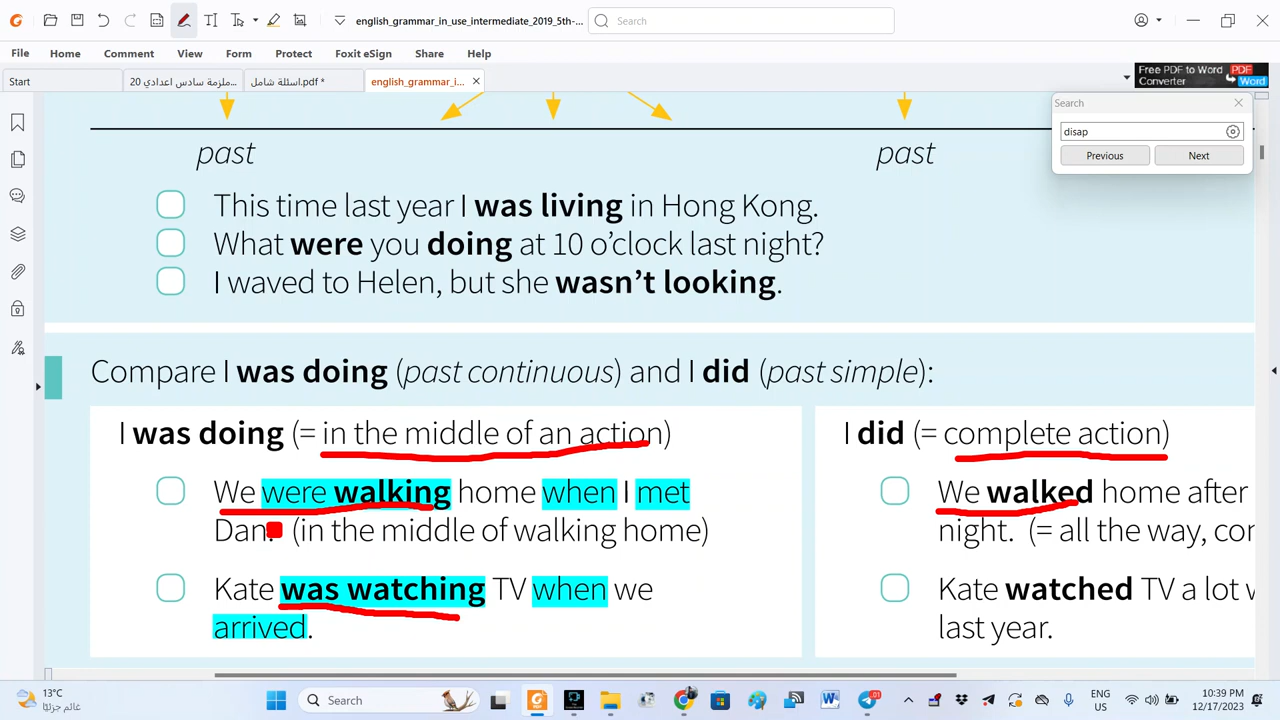 english_grammar_in_use_intermediate_2019_5th-...
Search
File Home Comment View Form Protect Foxit eSign Share Help
Start
ملزمة سادس اعدادي 20...
اسئلة شامل.pdf *
english_grammar_i...
Free PDF to Word Converter
PDF
Word
Search
disap
Previous
Next
past
past
This time last year I was living in Hong Kong.
What were you doing at 10 o'clock last night?
I waved to Helen, but she wasn't looking.
Compare I was doing (past continuous) and I did (past simple):
I was doing (= in the middle of an action)
We were walking home when I met
Dan. (in the middle of walking home)
Kate was watching TV when we
arrived.
I did (= complete action)
We walked home after
night. (= all the way, co
Kate watched TV a lot
last year.
13°C
غائم جزئيًا
Search
ENG
US
10:39 PM
12/17/2023